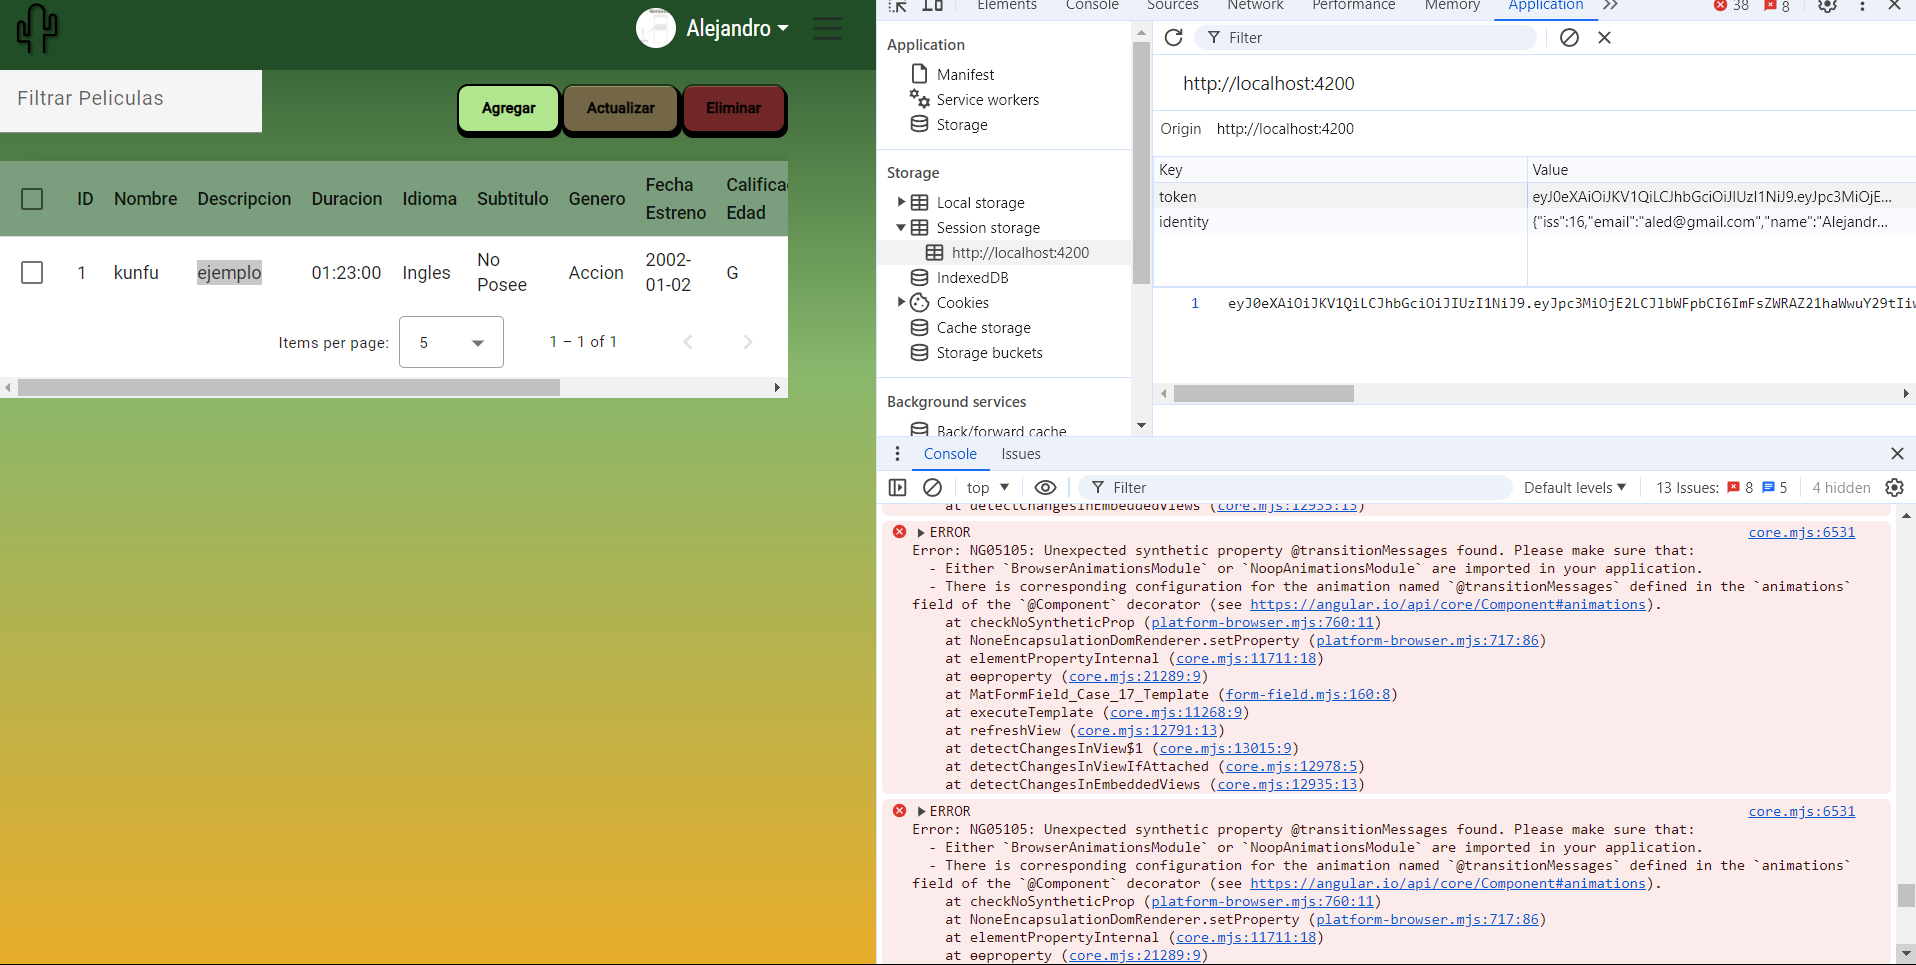 Alejandro
Filtrar Peliculas
Agregar
Actualizar
Eliminar
ID Nombre Descripcion Duracion Idioma Subtitulo Genero Fecha Estreno Califica Edad
1 kunfu ejemplo 01:23:00 Ingles No Posee Accion 2002-01-02 G
Items per page: 5 1 – 1 of 1
Elements Console Sources Network Performance Memory Application 38 8
Application
Manifest
Service workers
Storage
Storage
Local storage
Session storage
http://localhost:4200
IndexedDB
Cookies
Cache storage
Storage buckets
Background services
Back/forward cache
Filter
http://localhost:4200
Origin http://localhost:4200
Key Value
token eyJ0eXAiOiJKV1QiLCJhbGciOiJIUzI1NiJ9.eyJpc3MiOjE...
identity {"iss":16,"email":"aled@gmail.com","name":"Alejandr...
1 eyJ0eXAiOiJKV1QiLCJhbGciOiJIUzI1NiJ9.eyJpc3MiOjE2LCJlbWFpbCI6ImFsZWRAZ21haWwuY29tIiw
Console Issues
top Filter Default levels 13 Issues: 8 5 4 hidden
at detectChangesInEmbeddedViews (core.mjs:12935:13)
ERROR core.mjs:6531
Error: NG05105: Unexpected synthetic property @transitionMessages found. Please make sure that:
- Either `BrowserAnimationsModule` or `NoopAnimationsModule` are imported in your application.
- There is corresponding configuration for the animation named `@transitionMessages` defined in the `animations`
field of the `@Component` decorator (see https://angular.io/api/core/Component#animations).
at checkNoSyntheticProp (platform-browser.mjs:760:11)
at NoneEncapsulationDomRenderer.setProperty (platform-browser.mjs:717:86)
at elementPropertyInternal (core.mjs:11711:18)
at ɵɵproperty (core.mjs:21289:9)
at MatFormField_Case_17_Template (form-field.mjs:160:8)
at executeTemplate (core.mjs:11268:9)
at refreshView (core.mjs:12791:13)
at detectChangesInView$1 (core.mjs:13015:9)
at detectChangesInViewIfAttached (core.mjs:12978:5)
at detectChangesInEmbeddedViews (core.mjs:12935:13)
ERROR core.mjs:6531
Error: NG05105: Unexpected synthetic property @transitionMessages found. Please make sure that:
- Either `BrowserAnimationsModule` or `NoopAnimationsModule` are imported in your application.
- There is corresponding configuration for the animation named `@transitionMessages` defined in the `animations`
field of the `@Component` decorator (see https://angular.io/api/core/Component#animations).
at checkNoSyntheticProp (platform-browser.mjs:760:11)
at NoneEncapsulationDomRenderer.setProperty (platform-browser.mjs:717:86)
at elementPropertyInternal (core.mjs:11711:18)
at ɵɵproperty (core.mjs:21289:9)